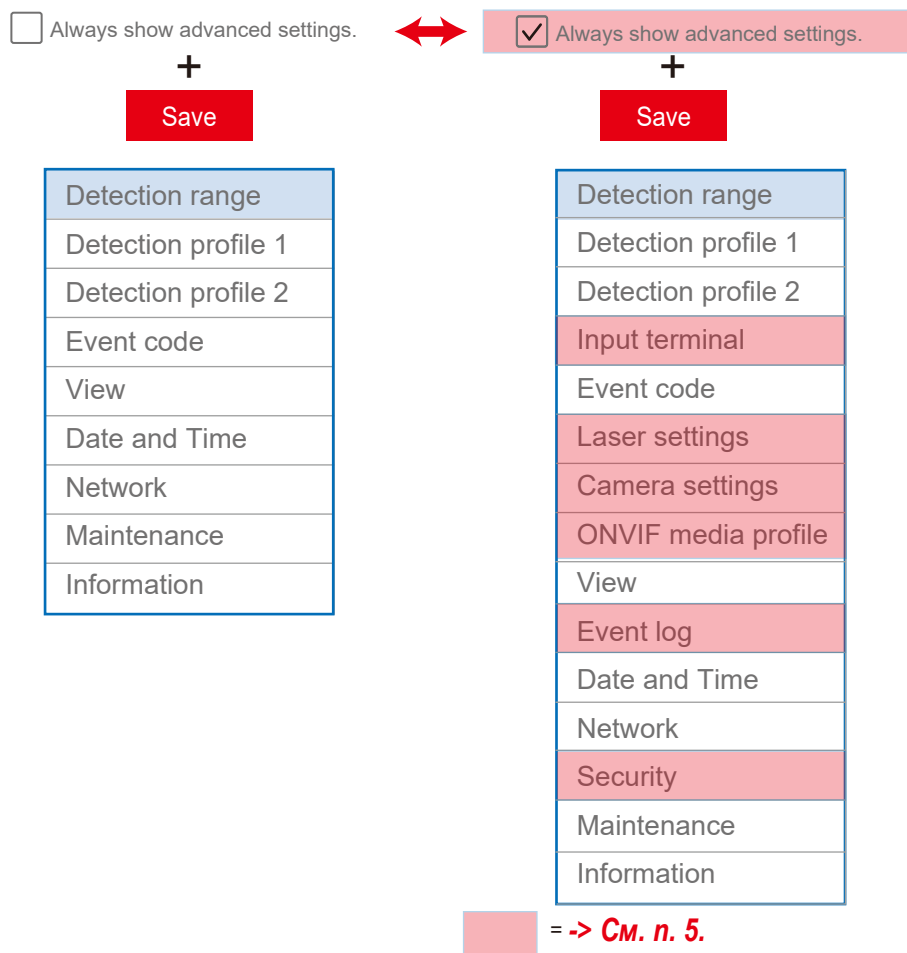 Always show advanced settings.
+
Save
Detection range
Detection profile 1
Detection profile 2
Event code
View
Date and Time
Network
Maintenance
Information
Always show advanced settings.
+
Save
Detection range
Detection profile 1
Detection profile 2
Input terminal
Event code
Laser settings
Camera settings
ONVIF media profile
View
Event log
Date and Time
Network
Security
Maintenance
Information
= -> См. п. 5.